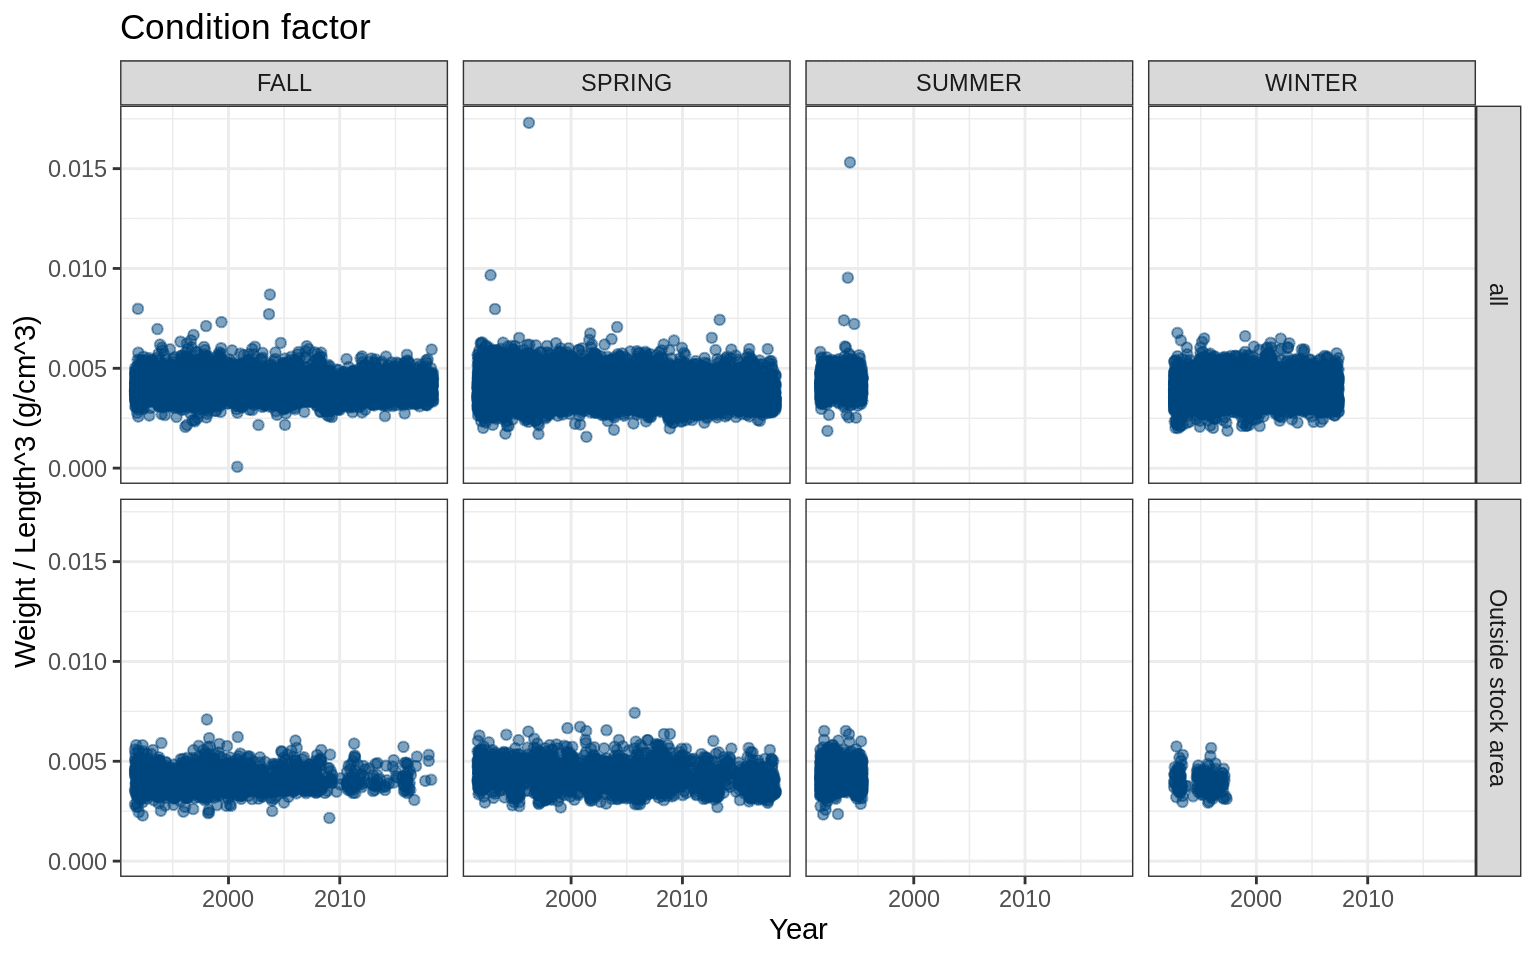 Condition factor
FALL SPRING SUMMER WINTER
Weight / Length^3 (g/cm^3)
0.015
0.010
0.005
0.000
all
0.015
0.010
0.005
0.000
Outside stock area
2000 2010 2000 2010 2000 2010 2000 2010
Year